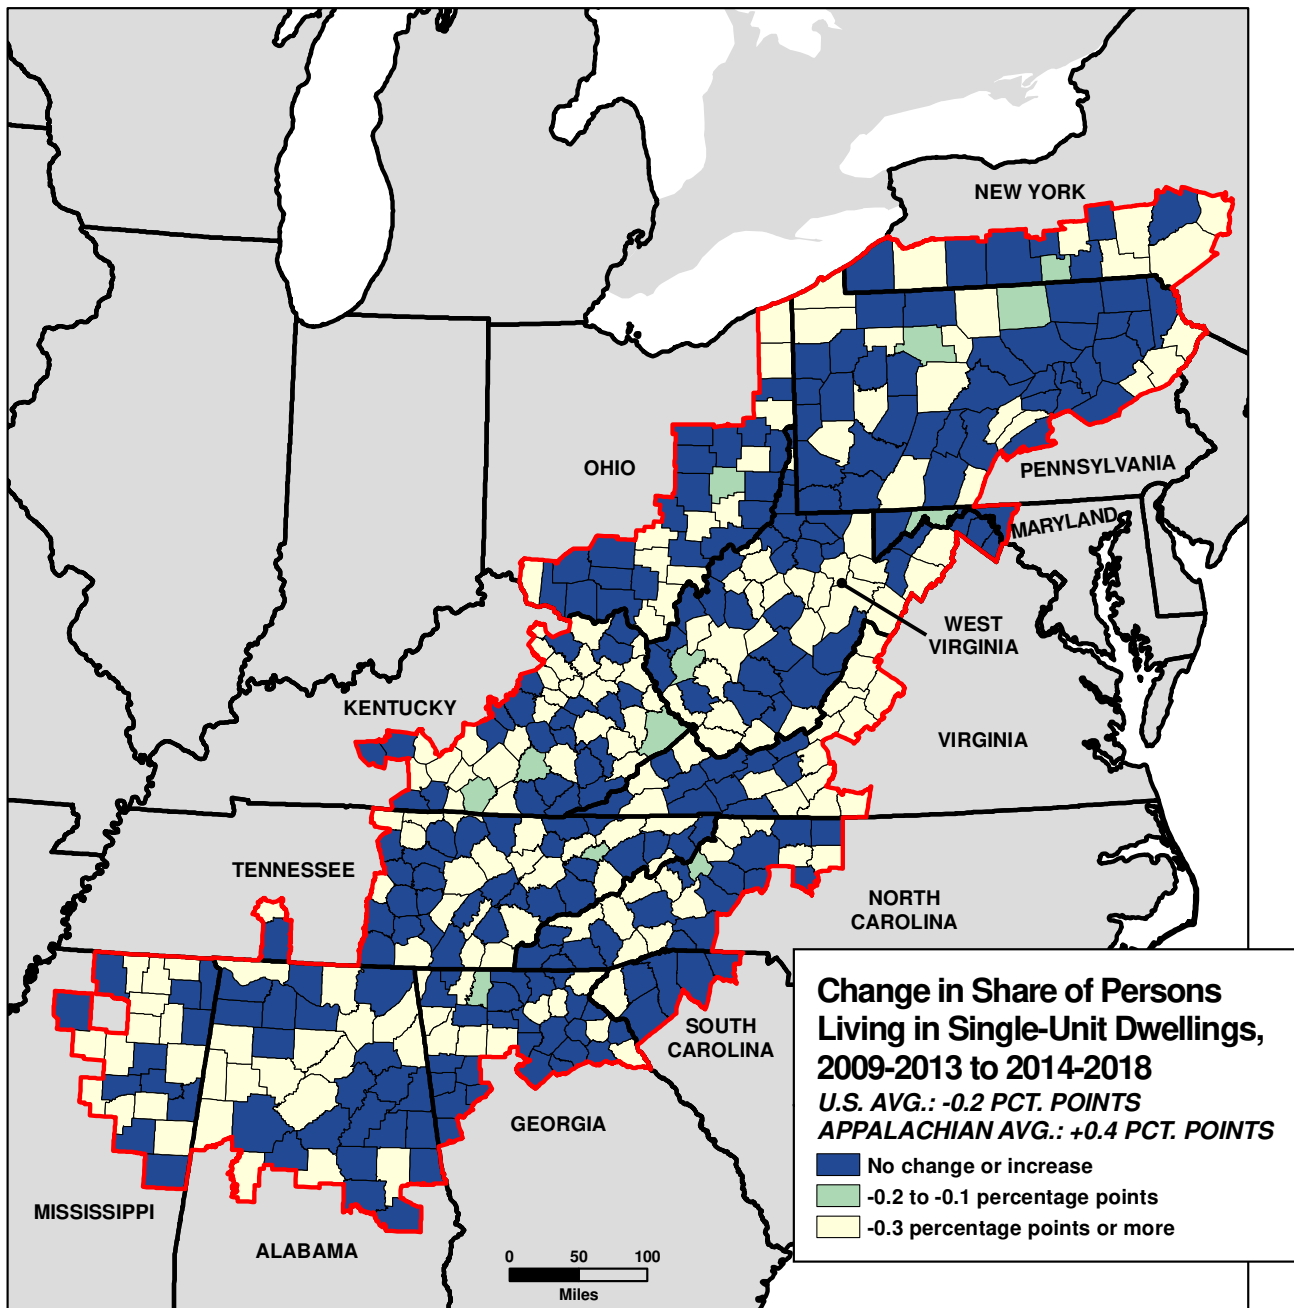 NEW YORK
OHIO
PENNSYLVANIA
MARYLAND
WEST
VIRGINIA
KENTUCKY
VIRGINIA
TENNESSEE
NORTH
CAROLINA
SOUTH
CAROLINA
GEORGIA
MISSISSIPPI
ALABAMA
Change in Share of Persons
Living in Single-Unit Dwellings,
2009-2013 to 2014-2018
U.S. AVG.: -0.2 PCT. POINTS
APPALACHIAN AVG.: +0.4 PCT. POINTS
No change or increase
-0.2 to -0.1 percentage points
-0.3 percentage points or more
0 50 100
Miles